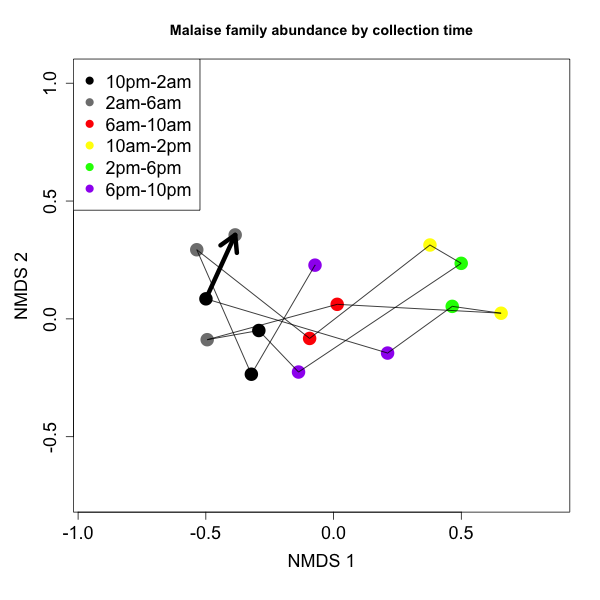 Malaise family abundance by collection time
10pm-2am
2am-6am
6am-10am
10am-2pm
2pm-6pm
6pm-10pm
1.0
0.5
0.0
-0.5
NMDS 2
-1.0 -0.5 0.0 0.5
NMDS 1